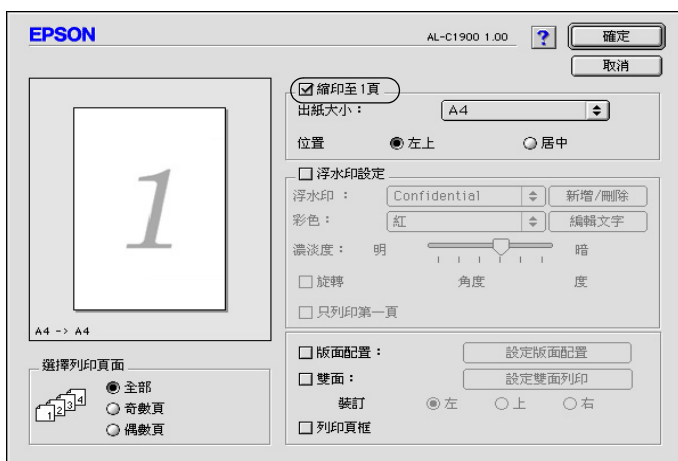 EPSON
AL-C1900 1.00
?
確定
取消
縮印至1頁
出紙大小：
A4
位置
左上
居中
浮水印設定
浮水印：
Confidential
新增/刪除
彩色：
紅
編輯文字
濃淡度：
明
暗
旋轉
角度
度
只列印第一頁
1
A4 -> A4
選擇列印頁面
1 2 3 4
全部
奇數頁
偶數頁
版面配置：
設定版面配置
雙面：
設定雙面列印
裝訂
左
上
右
列印頁框